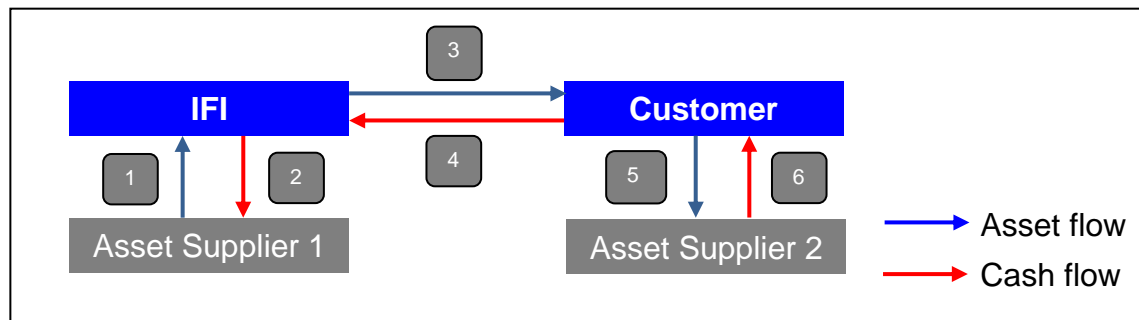 3
IFI
Customer
4
1
2
5
6
Asset Supplier 1
Asset Supplier 2
Asset flow
Cash flow